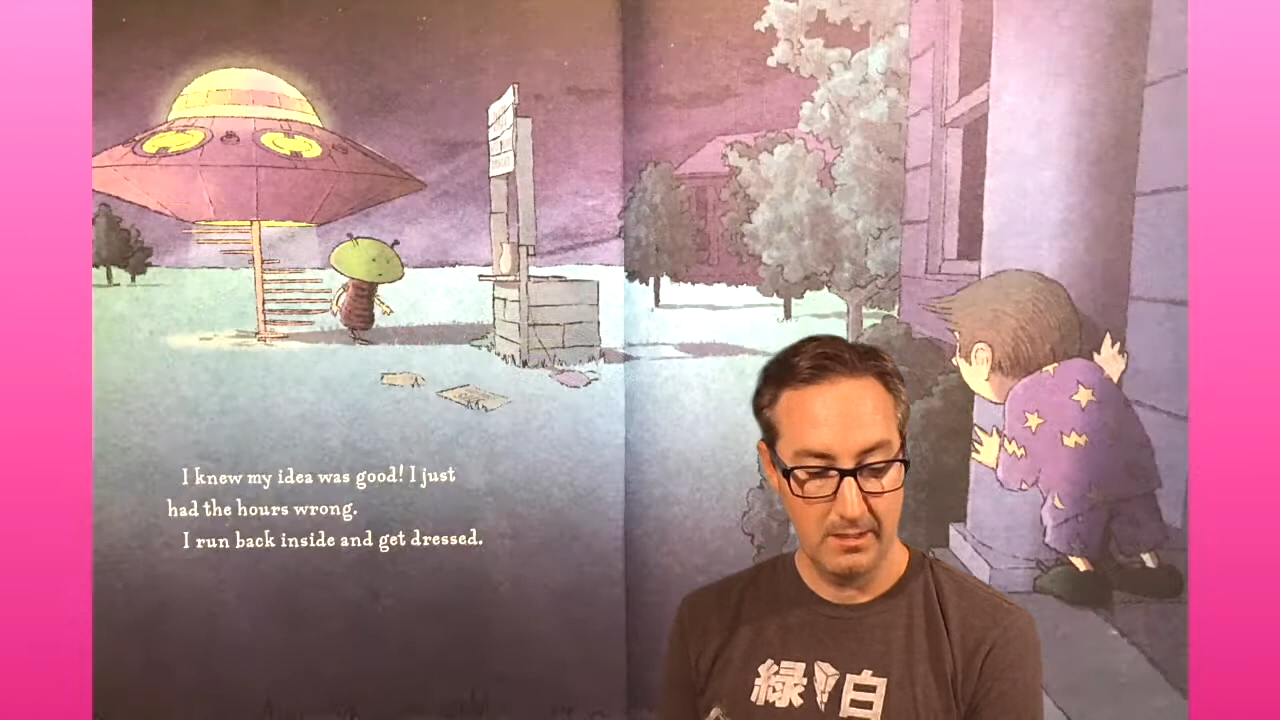 I knew my idea was good! I just
had the hours wrong.
I run back inside and get dressed.
緑 白